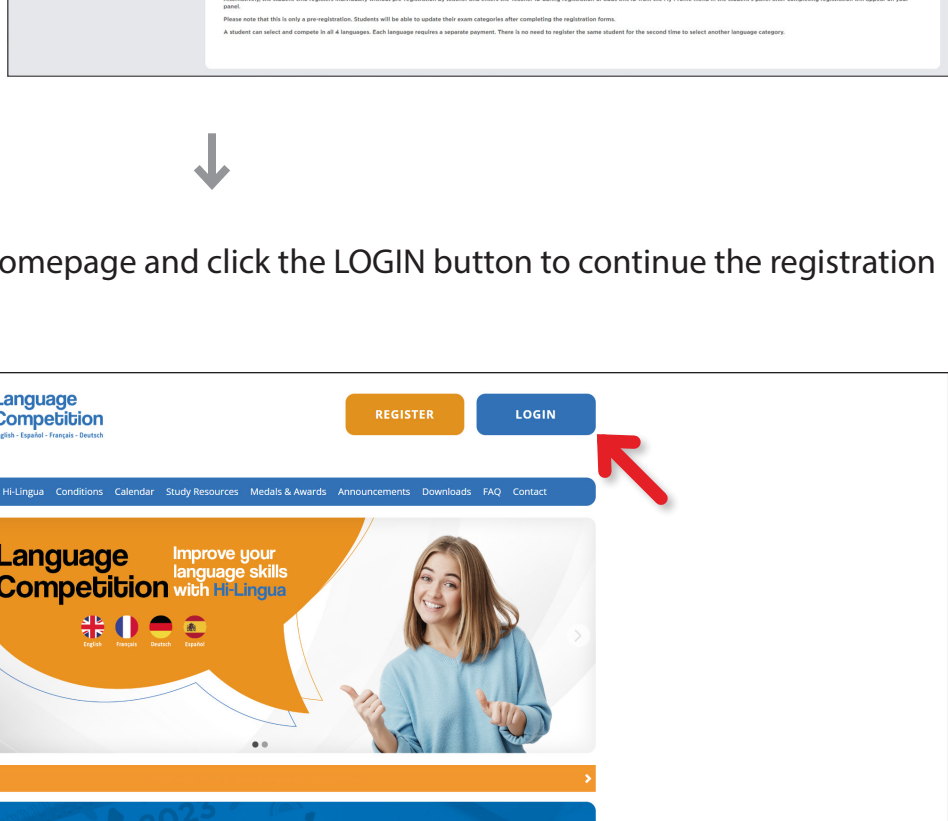 panel.
Please note that this is only a pre-registration. Students will be able to update their exam categories after completing the registration forms.
A student can select and compete in all 4 languages. Each language requires a separate payment. There is no need to register the same student for the second time to select another language category.
omepage and click the LOGIN button to continue the registration
Language
Competition
English - Español - Français - Deutsch
REGISTER
LOGIN
Hi-Lingua Conditions Calendar Study Resources Medals & Awards Announcements Downloads FAQ Contact
Language
Competition
Improve your
language skills
with Hi-Lingua
English Français Deutsch Español
2023